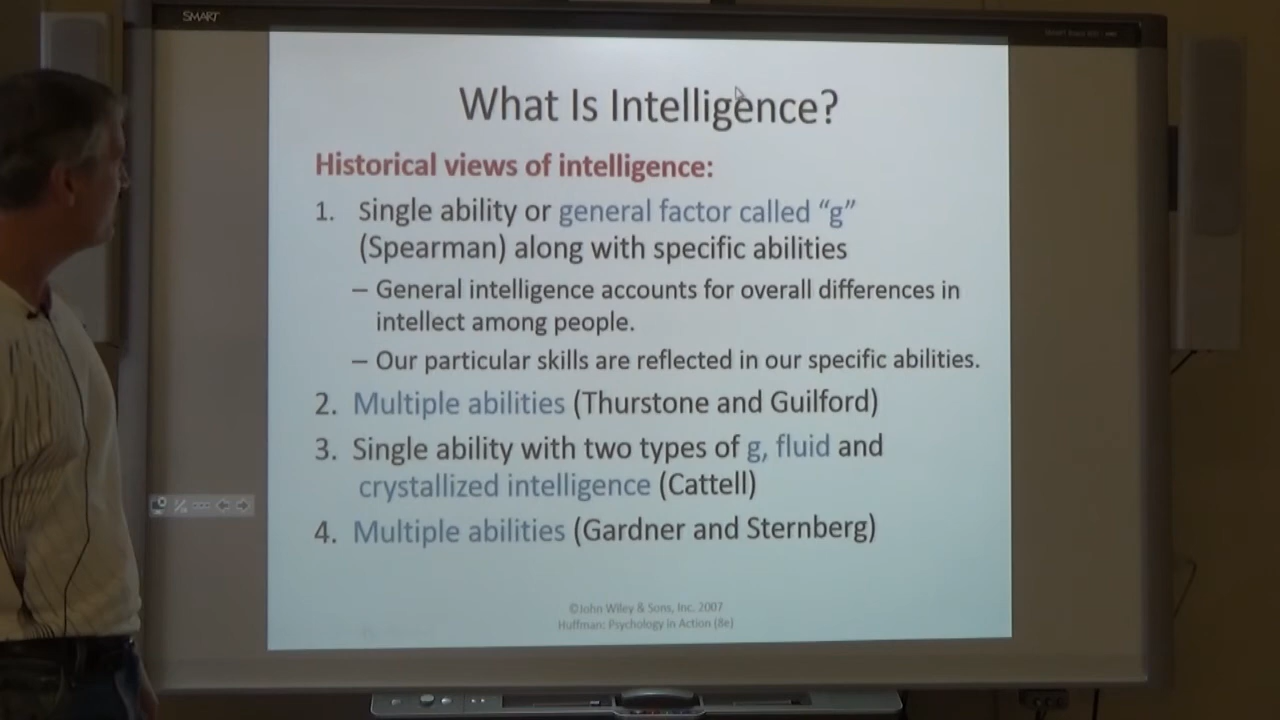 SMART
What Is Intelligence?
Historical views of intelligence:
1. Single ability or general factor called “g”
(Spearman) along with specific abilities
– General intelligence accounts for overall differences in
intellect among people.
– Our particular skills are reflected in our specific abilities.
2. Multiple abilities (Thurstone and Guilford)
3. Single ability with two types of g, fluid and
crystallized intelligence (Cattell)
4. Multiple abilities (Gardner and Sternberg)
©John Wiley & Sons, Inc. 2007
Huffman: Psychology in Action (8e)